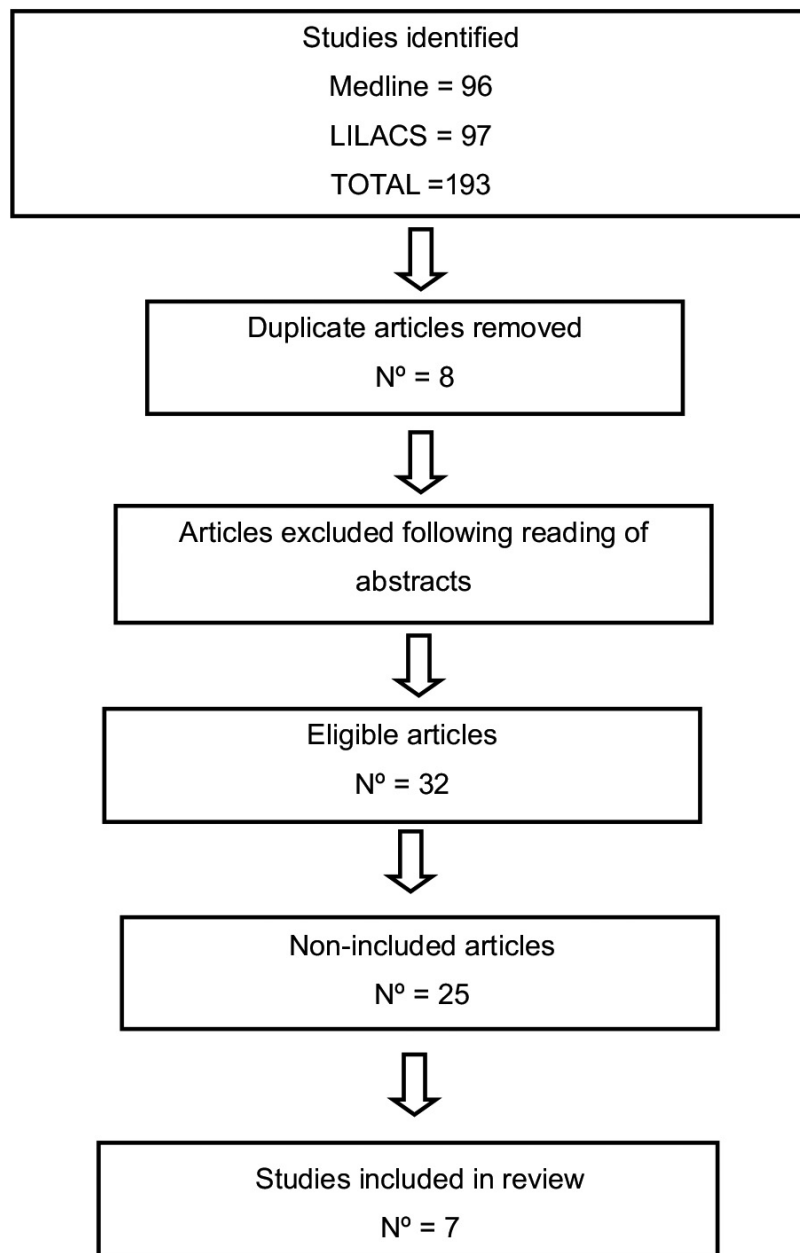 Studies identified
Medline = 96
LILACS = 97
TOTAL =193
Duplicate articles removed
Nº = 8
Articles excluded following reading of
abstracts
Eligible articles
Nº = 32
Non-included articles
Nº = 25
Studies included in review
Nº = 7